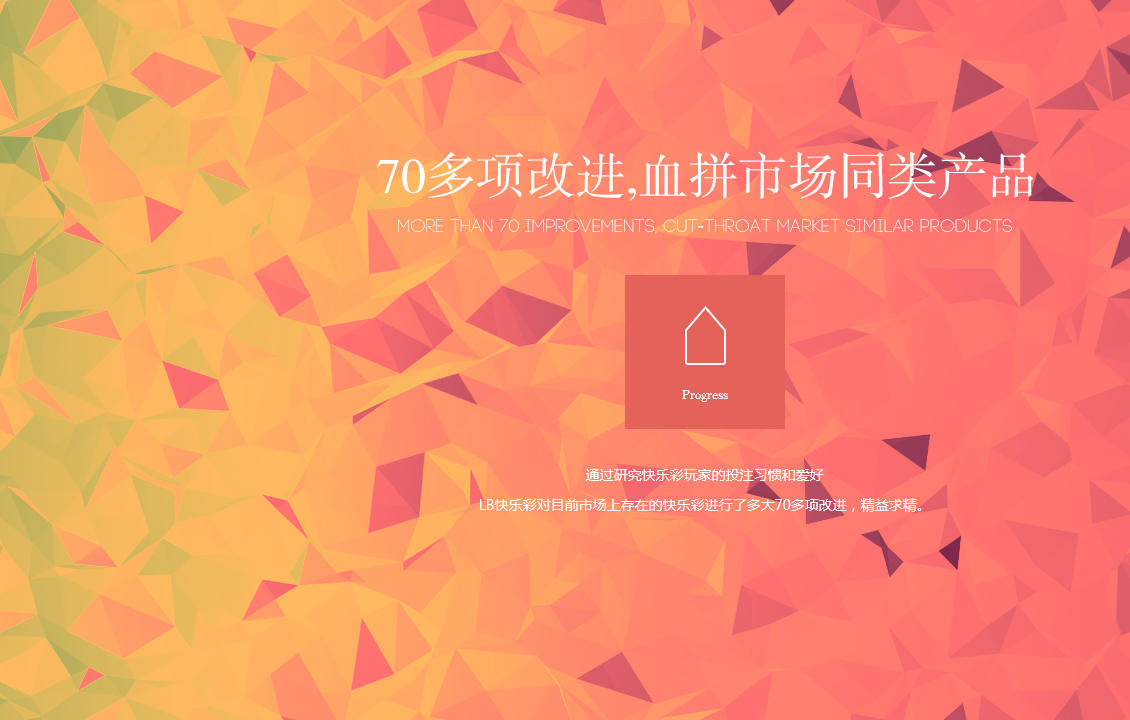 70多项改进,血拼市场同类产品
MORE THAN 70 IMPROVEMENTS, CUT-THROAT MARKET SIMILAR PRODUCTS
Progress
通过研究快乐彩玩家的投注习惯和爱好
LB快乐彩对目前市场上存在的快乐彩进行了多大70多项改进，精益求精。